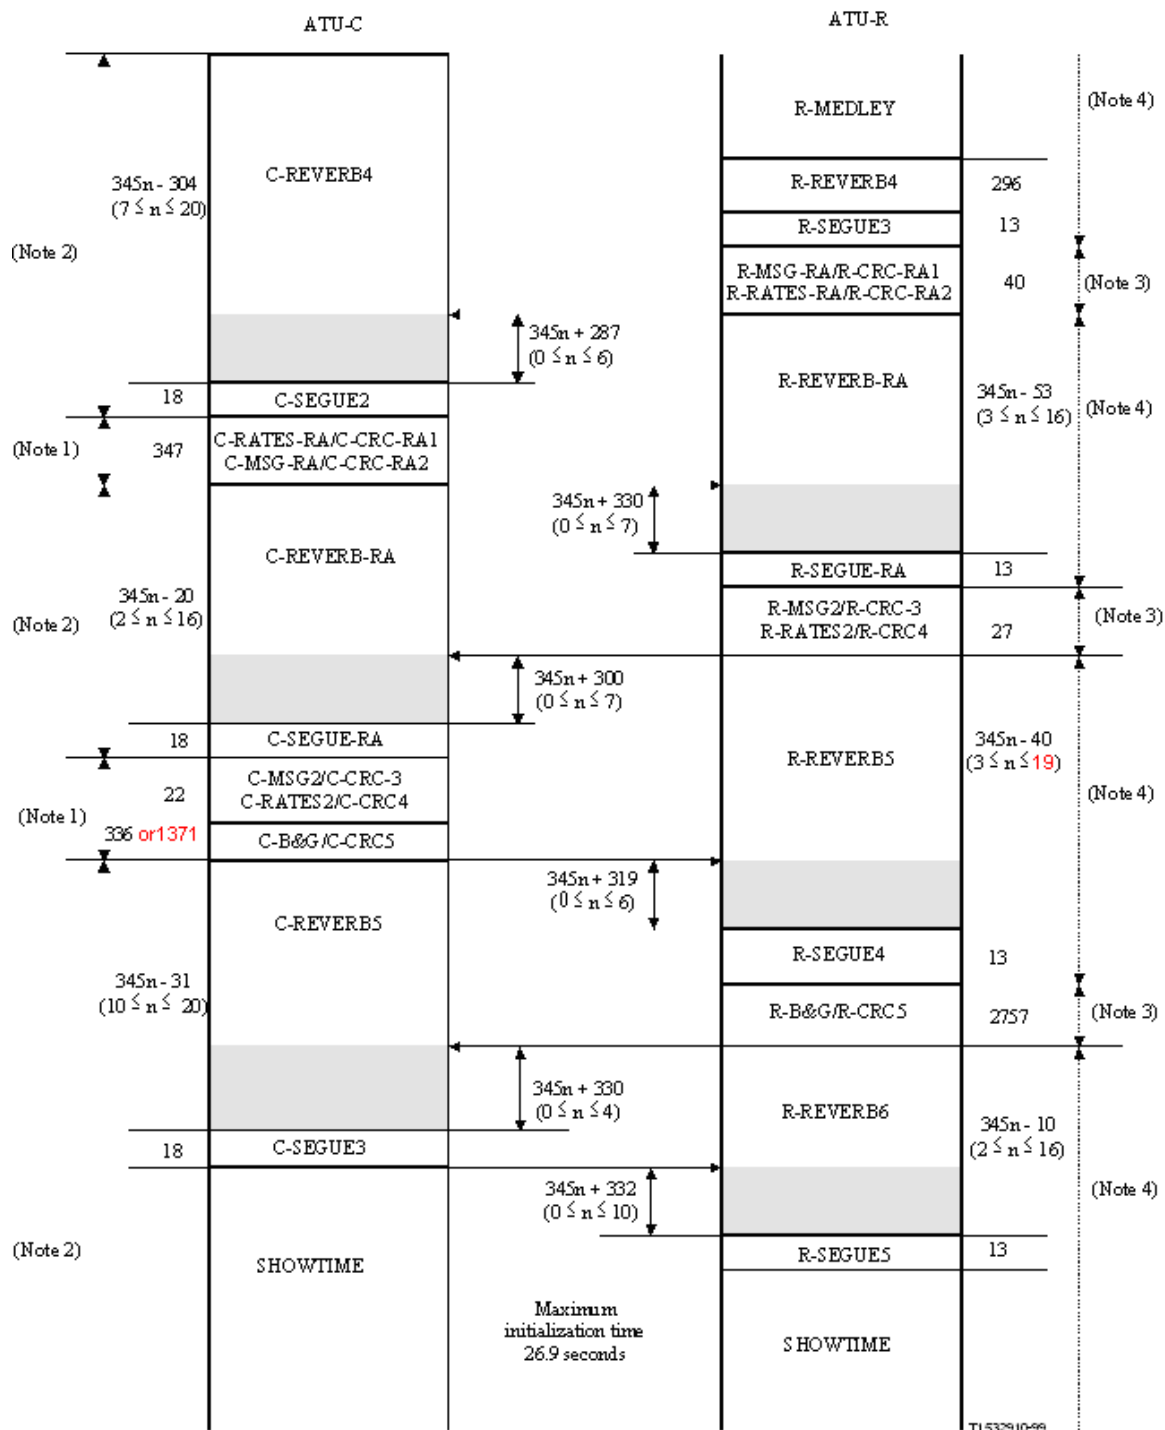 ATU-C
ATU-R
R-MEDLEY
(Note 4)
C-REVERB4
345n - 304
(7 ≤ n ≤ 20)
R-REVERB4
296
R-SEGUE3
13
(Note 2)
R-MSG-RA/R-CRC-RA1
R-RATES-RA/R-CRC-RA2
40
(Note 3)
345n + 287
(0 ≤ n ≤ 6)
R-REVERB-RA
345n - 53
(3 ≤ n ≤ 16)
(Note 4)
18
C-SEGUE2
(Note 1)
347
C-RATES-RA/C-CRC-RA1
C-MSG-RA/C-CRC-RA2
345n + 330
(0 ≤ n ≤ 7)
C-REVERB-RA
R-SEGUE-RA
13
345n - 20
(2 ≤ n ≤ 16)
(Note 2)
R-MSG2/R-CRC-3
R-RATES2/R-CRC4
27
(Note 3)
345n + 300
(0 ≤ n ≤ 7)
18
C-SEGUE-RA
R-REVERB5
345n - 40
(3 ≤ n ≤ 19)
(Note 4)
C-MSG2/C-CRC-3
C-RATES2/C-CRC4
22
(Note 1)
336 or1371
C-B&G/C-CRC5
345n + 319
(0 ≤ n ≤ 6)
C-REVERB5
R-SEGUE4
13
345n - 31
(10 ≤ n ≤ 20)
R-B&G/R-CRC5
2757
(Note 3)
345n + 330
(0 ≤ n ≤ 4)
R-REVERB6
345n - 10
(2 ≤ n ≤ 16)
18
C-SEGUE3
345n + 332
(0 ≤ n ≤ 10)
(Note 4)
(Note 2)
SHOWTIME
R-SEGUE5
13
Maximum
initialization time
26.9 seconds
SHOWTIME
T1532910-99